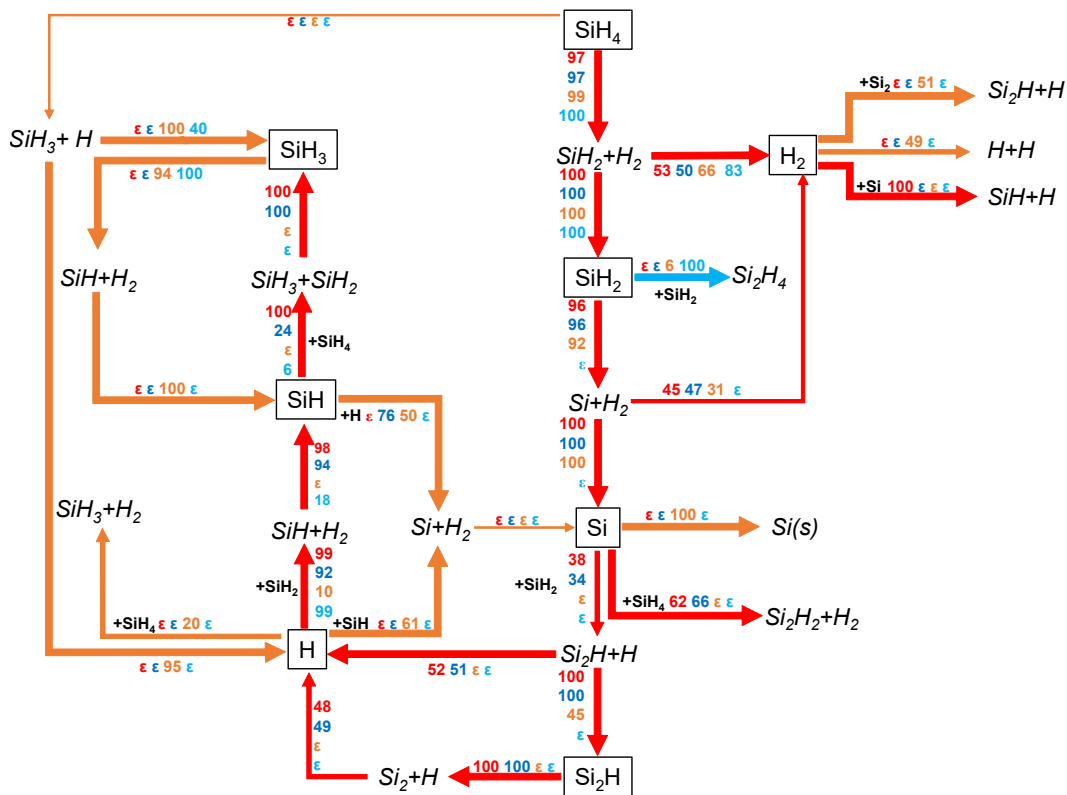 SiH₄
ε ε ε ε
97
97
99
100
+Si₂ ε ε 51 ε
Si₂H+H
SiH₃+ H
ε ε 100 40
SiH₃
ε ε 94 100
SiH₂+H₂
53 50 66 83
H₂
ε ε 49 ε
H+H
+Si 100 ε ε ε
SiH+H
100
100
ε
ε
100
100
100
100
SiH+H₂
SiH₃+SiH₂
SiH₂
ε ε 6 100
+SiH₂
Si₂H₄
100
24
ε
6
+SiH₄
96
96
92
ε
ε ε 100 ε
SiH
+H ε 76 50 ε
Si+H₂
45 47 31 ε
98
94
ε
18
100
100
100
ε
SiH₃+H₂
SiH+H₂
Si+H₂
ε ε ε ε
Si
ε ε 100 ε
Si(s)
99
92
10
99
+SiH₂
38
34
ε
ε
+SiH₂
+SiH₄ 62 66 ε ε
Si₂H₂+H₂
+SiH₄ ε ε 20 ε
H
+SiH ε ε 61 ε
ε ε 95 ε
52 51 ε ε
Si₂H+H
100
100
45
ε
48
49
ε
ε
Si₂+H
100 100 ε ε
Si₂H